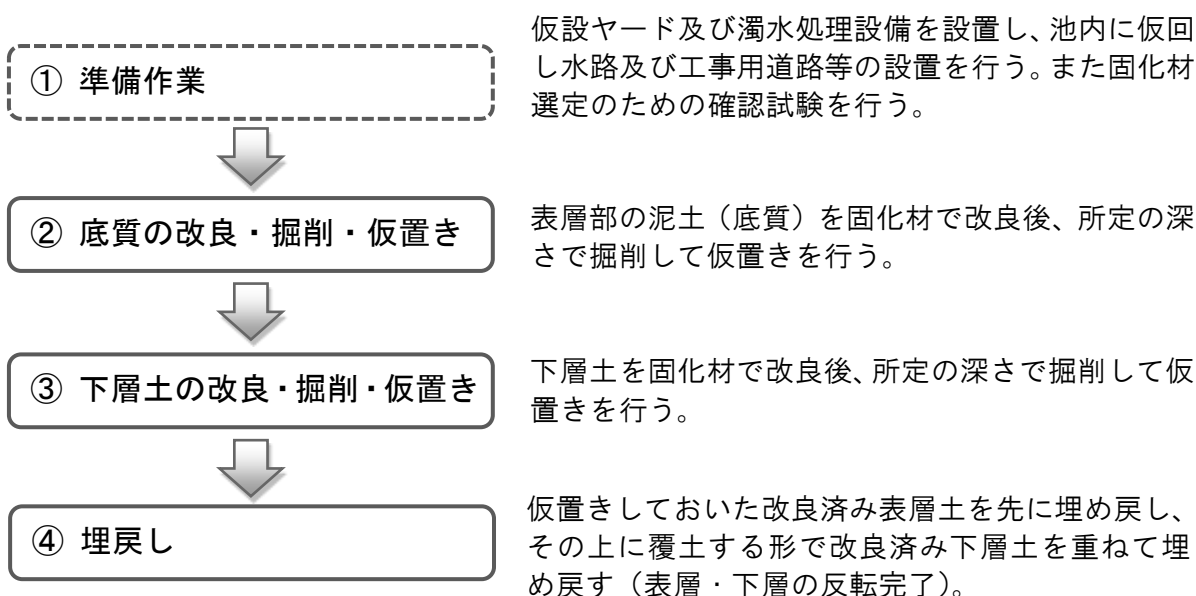 ① 準備作業
仮設ヤード及び濁水処理設備を設置し、池内に仮回
し水路及び工事用道路等の設置を行う。また固化材
選定のための確認試験を行う。
② 底質の改良・掘削・仮置き
表層部の泥土（底質）を固化材で改良後、所定の深
さで掘削して仮置きを行う。
③ 下層土の改良・掘削・仮置き
下層土を固化材で改良後、所定の深さで掘削して仮
置きを行う。
④ 埋戻し
仮置きしておいた改良済み表層土を先に埋め戻し、
その上に覆土する形で改良済み下層土を重ねて埋
め戻す（表層・下層の反転完了）。